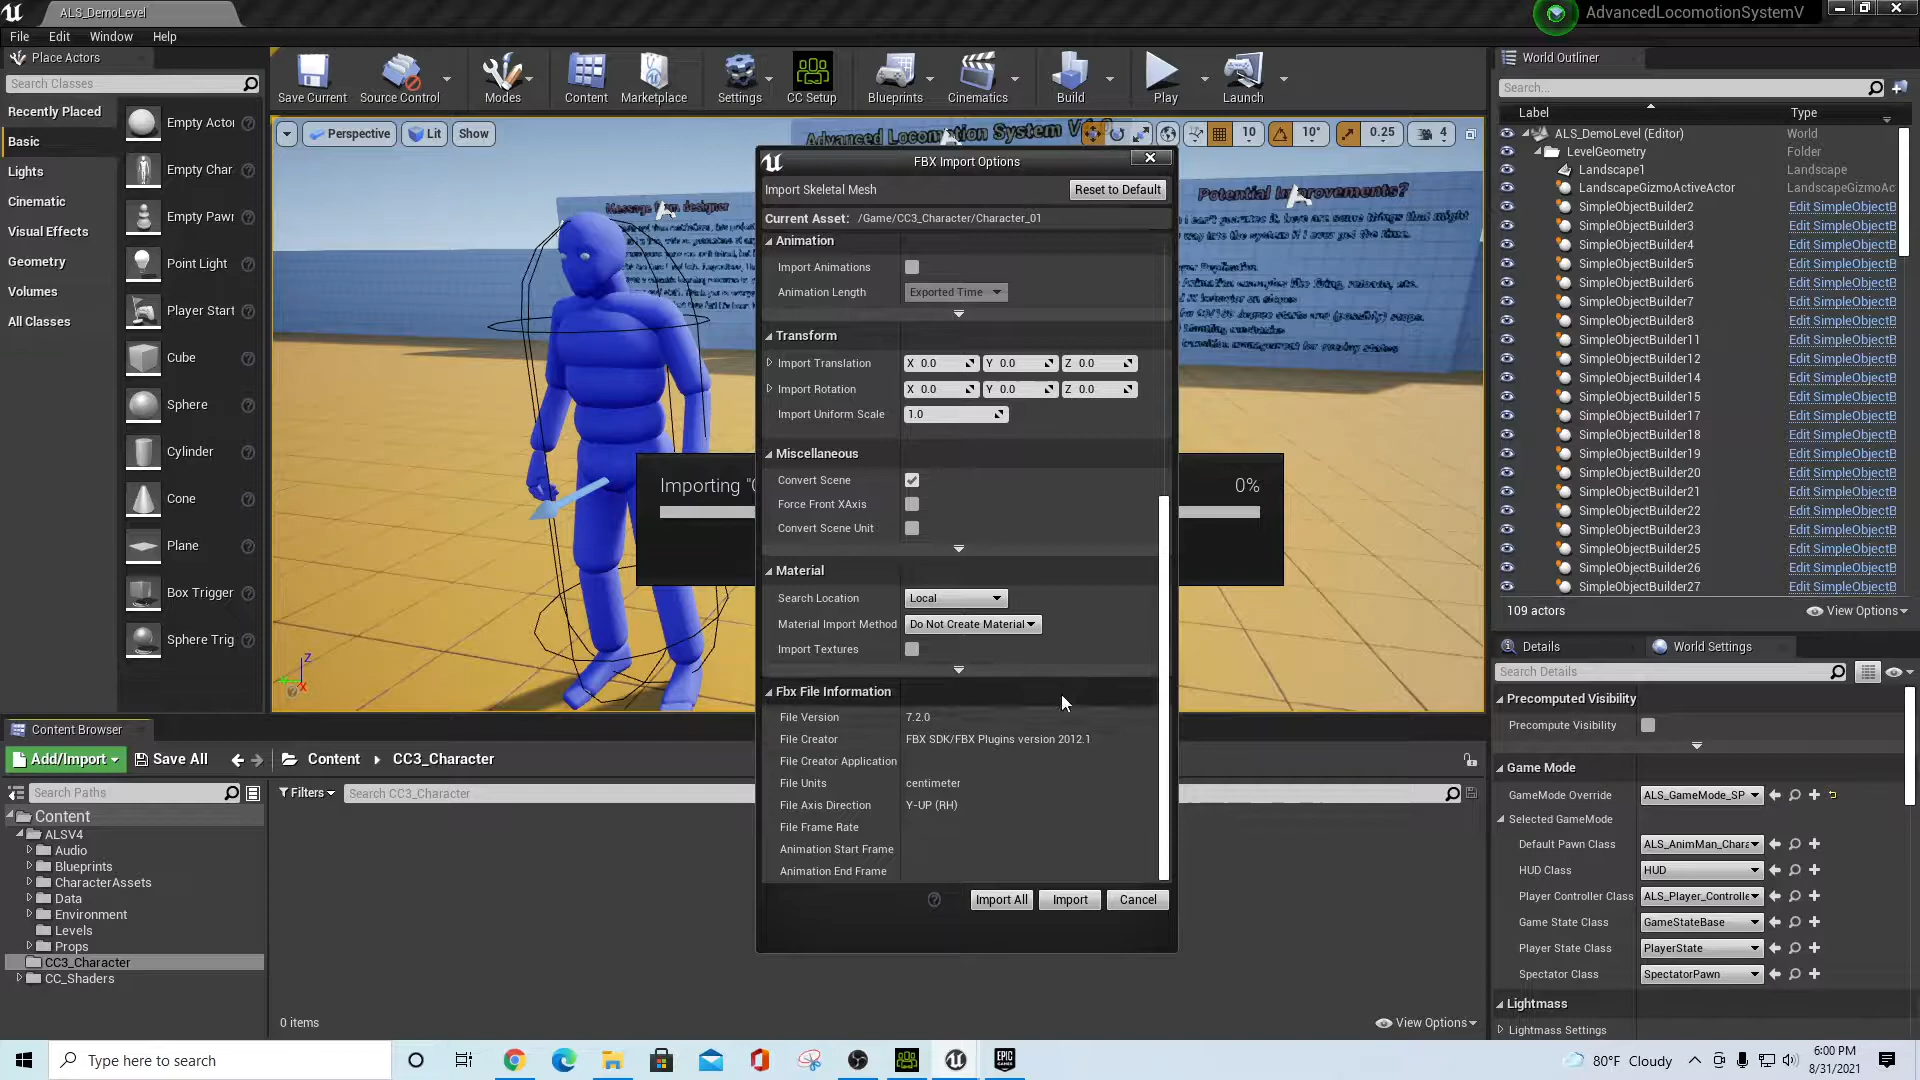 ALS_DemoLevel
AdvancedLocomotionSystemV
File Edit Window Help
Place Actors
Search Classes
Recently Placed
Basic
Lights
Cinematic
Visual Effects
Geometry
Volumes
All Classes
Empty Acto
Empty Char
Empty Pawn
Point Light
Player Start
Cube
Sphere
Cylinder
Cone
Plane
Box Trigger
Sphere Trig
Save Current
Source Control
Modes
Content
Marketplace
Settings
CC Setup
Blueprints
Cinematics
Build
Play
Launch
Perspective
Lit
Show
10
10°
0.25
4
Advanced Locomotion System V
Message from designer
Potential Improvements?
Importing "C
0%
FBX Import Options
Import Skeletal Mesh
Reset to Default
Current Asset: /Game/CC3_Character/Character_01
Animation
Import Animations
Animation Length Exported Time
Transform
Import Translation X 0.0 Y 0.0 Z 0.0
Import Rotation X 0.0 Y 0.0 Z 0.0
Import Uniform Scale 1.0
Miscellaneous
Convert Scene
Force Front XAxis
Convert Scene Unit
Material
Search Location Local
Material Import Method Do Not Create Material
Import Textures
Fbx File Information
File Version 7.2.0
File Creator FBX SDK/FBX Plugins version 2012.1
File Creator Application
File Units centimeter
File Axis Direction Y-UP (RH)
File Frame Rate
Animation Start Frame
Animation End Frame
Import All Import Cancel
World Outliner
Search...
Label Type
ALS_DemoLevel (Editor) World
LevelGeometry Folder
Landscape1 Landscape
LandscapeGizmoActiveActor LandscapeGizmoAc
SimpleObjectBuilder2 Edit SimpleObjectB
SimpleObjectBuilder3 Edit SimpleObjectB
SimpleObjectBuilder4 Edit SimpleObjectB
SimpleObjectBuilder5 Edit SimpleObjectB
SimpleObjectBuilder6 Edit SimpleObjectB
SimpleObjectBuilder7 Edit SimpleObjectB
SimpleObjectBuilder8 Edit SimpleObjectB
SimpleObjectBuilder11 Edit SimpleObjectB
SimpleObjectBuilder12 Edit SimpleObjectB
SimpleObjectBuilder14 Edit SimpleObjectB
SimpleObjectBuilder15 Edit SimpleObjectB
SimpleObjectBuilder17 Edit SimpleObjectB
SimpleObjectBuilder18 Edit SimpleObjectB
SimpleObjectBuilder19 Edit SimpleObjectB
SimpleObjectBuilder20 Edit SimpleObjectB
SimpleObjectBuilder21 Edit SimpleObjectB
SimpleObjectBuilder22 Edit SimpleObjectB
SimpleObjectBuilder23 Edit SimpleObjectB
SimpleObjectBuilder25 Edit SimpleObjectB
SimpleObjectBuilder26 Edit SimpleObjectB
SimpleObjectBuilder27 Edit SimpleObjectB
109 actors View Options
Details World Settings
Search Details
Precomputed Visibility
Precompute Visibility
Game Mode
GameMode Override ALS_GameMode_SP
Selected GameMode
Default Pawn Class ALS_AnimMan_Chara
HUD Class HUD
Player Controller Class ALS_Player_Controlle
Game State Class GameStateBase
Player State Class PlayerState
Spectator Class SpectatorPawn
Lightmass
Lightmass Settings
Content Browser
Add/Import Save All Content CC3_Character
Search Paths
Filters
Search CC3_Character
Content
ALSV4
Audio
Blueprints
CharacterAssets
Data
Environment
Levels
Props
CC3_Character
CC_Shaders
0 items
View Options
Type here to search
EPIC GAMES
80°F Cloudy
6:00 PM
8/31/2021